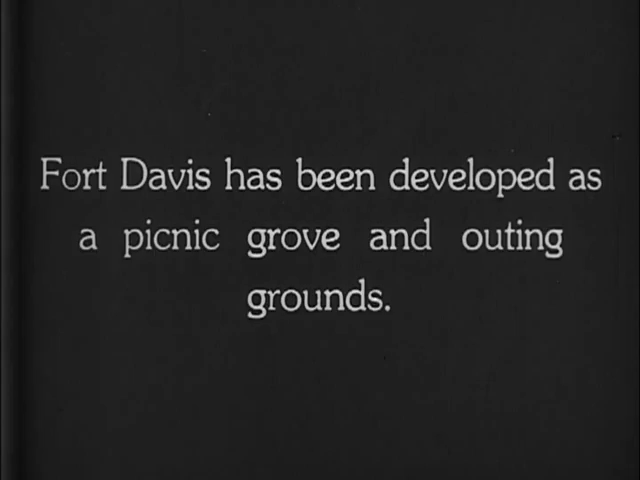 Fort Davis has been developed as
a picnic grove and outing
grounds.